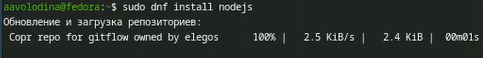 aavolodina@fedora:~$ sudo dnf install nodejs
Обновление и загрузка репозиториев:
Copr repo for gitflow owned by elegos 100% | 2.5 KiB/s | 2.4 KiB | 00m01s